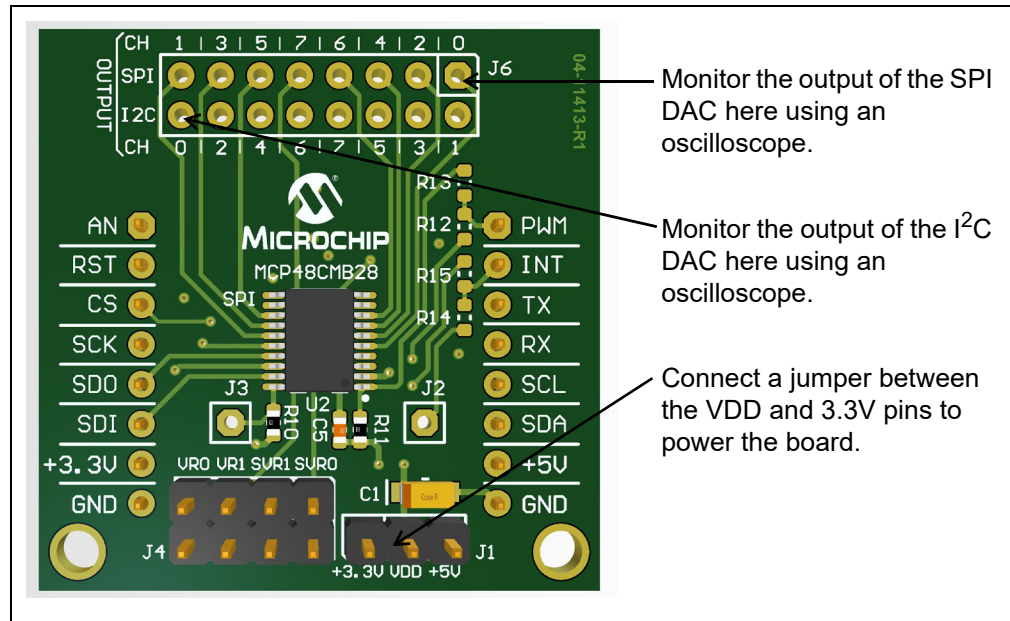 CH 1 | 3 | 5 | 7 | 6 | 4 | 2 | 0
OUTPUT
SPI
J6
I2C
CH 0 | 2 | 4 | 6 | 7 | 5 | 3 | 1
04-11413-R1
Monitor the output of the SPI
DAC here using an
oscilloscope.
R13
R12
R15
R14
MICROCHIP
MCP48CMB28
SPI
Monitor the output of the I²C
DAC here using an
oscilloscope.
AN
RST
CS
SCK
SDO
SDI
+3.3V
GND
PWM
INT
TX
RX
SCL
SDA
+5V
GND
J3
U2
J2
R10
C5
R11
Connect a jumper between
the VDD and 3.3V pins to
power the board.
VR0 VR1 SVR1 SVR0
C1
Case A
J4
J1
+3.3V VDD +5V